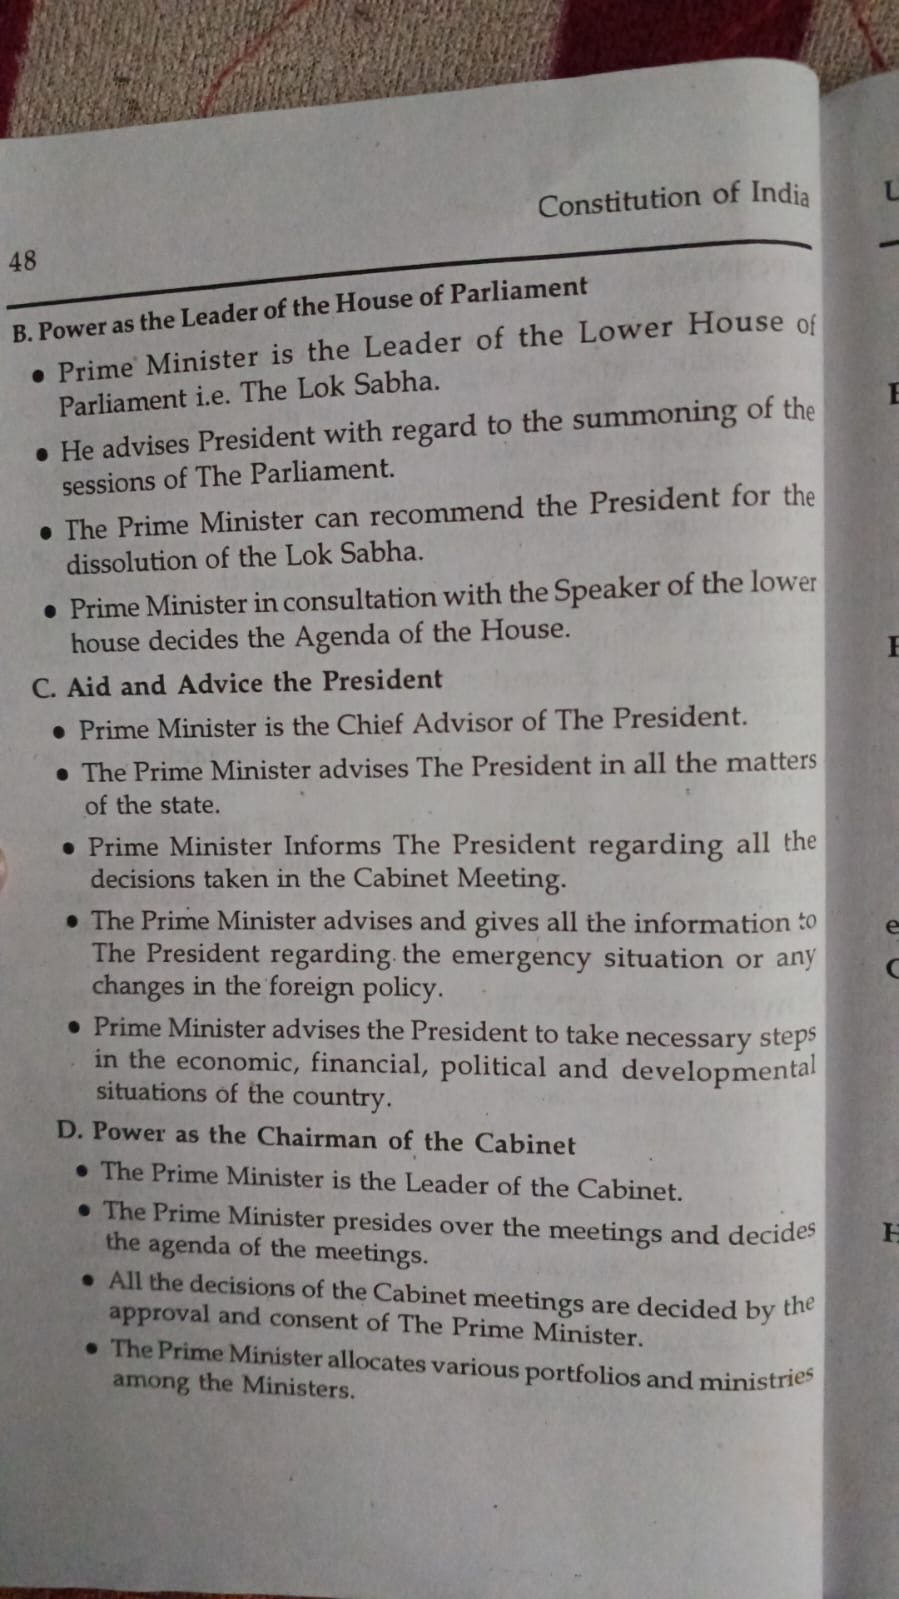 Constitution of India
48
B. Power as the Leader of the House of Parliament
• Prime Minister is the Leader of the Lower House of
Parliament i.e. The Lok Sabha.
• He advises President with regard to the summoning of the
sessions of The Parliament.
• The Prime Minister can recommend the President for the
dissolution of the Lok Sabha.
• Prime Minister in consultation with the Speaker of the lower
house decides the Agenda of the House.
C. Aid and Advice the President
• Prime Minister is the Chief Advisor of The President.
• The Prime Minister advises The President in all the matters
of the state.
• Prime Minister Informs The President regarding all the
decisions taken in the Cabinet Meeting.
• The Prime Minister advises and gives all the information to
The President regarding the emergency situation or any
changes in the foreign policy.
• Prime Minister advises the President to take necessary steps
in the economic, financial, political and developmental
situations of the country.
D. Power as the Chairman of the Cabinet
• The Prime Minister is the Leader of the Cabinet.
• The Prime Minister presides over the meetings and decides
the agenda of the meetings.
• All the decisions of the Cabinet meetings are decided by the
approval and consent of The Prime Minister.
• The Prime Minister allocates various portfolios and ministries
among the Ministers.